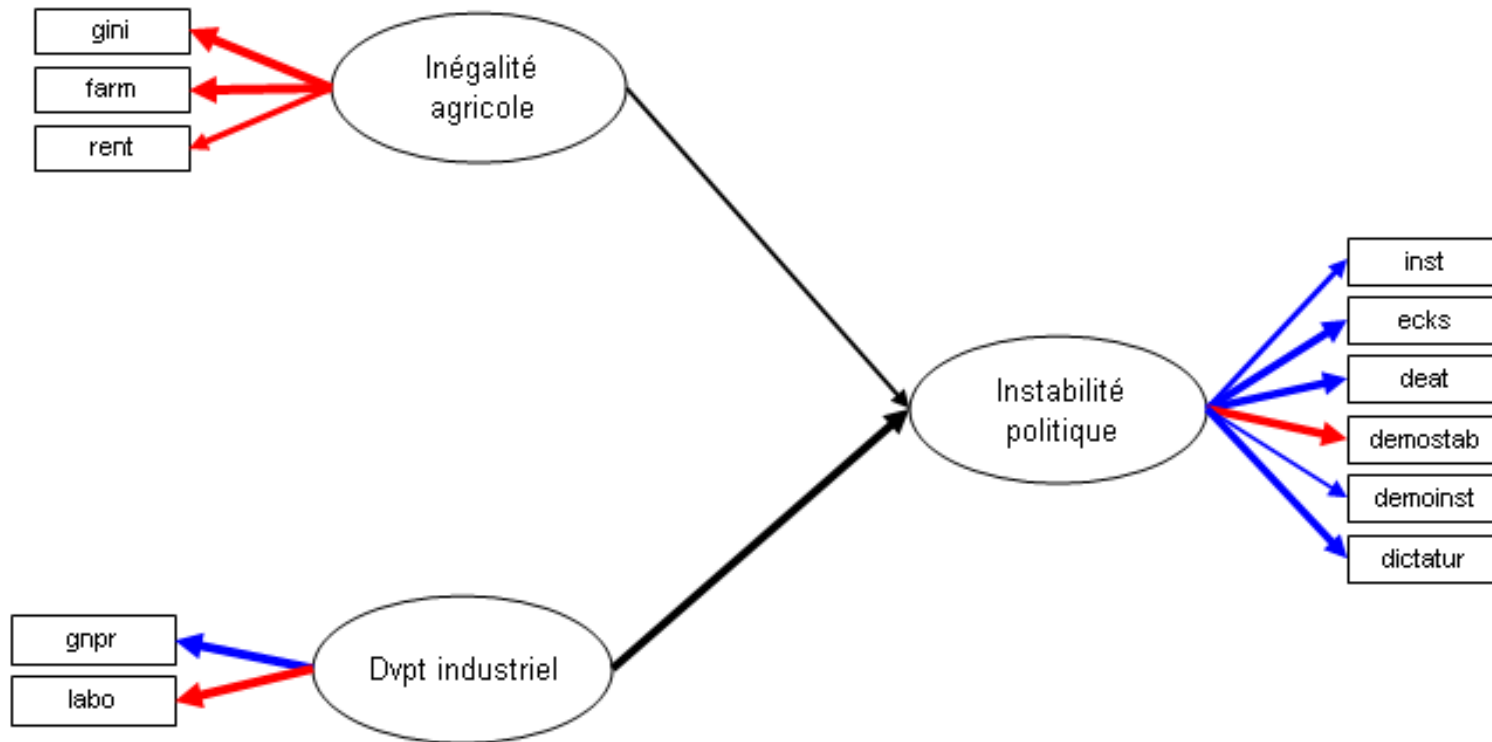 gini
farm
rent
Inégalité
agricole
inst
ecks
deat
demostab
demoinst
dictatur
Instabilité
politique
gnpr
labo
Dvpt industriel